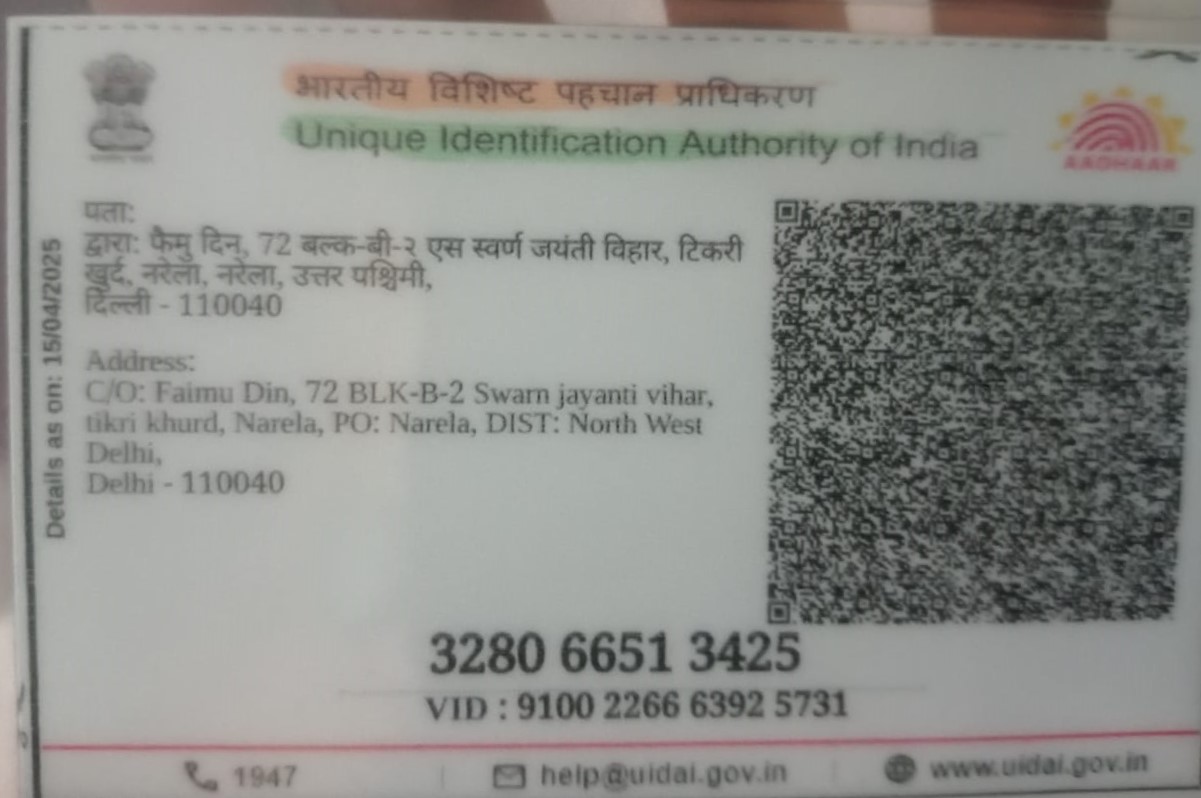 भारतीय विशिष्ट पहचान प्राधिकरण
Unique Identification Authority of India
AADHAAR
Details as on: 15/04/2025
पता:
द्वारा: फैमु दिन, 72 बल्क-बी-२ एस स्वर्ण जयंती विहार, टिकरी
खुर्द, नरेला, नरेला, उत्तर पश्चिमी,
दिल्ली - 110040
Address:
C/O: Faimu Din, 72 BLK-B-2 Swarn jayanti vihar,
tikri khurd, Narela, PO: Narela, DIST: North West
Delhi,
Delhi - 110040
3280 6651 3425
VID : 9100 2266 6392 5731
1947
help@uidai.gov.in
www.uidai.gov.in